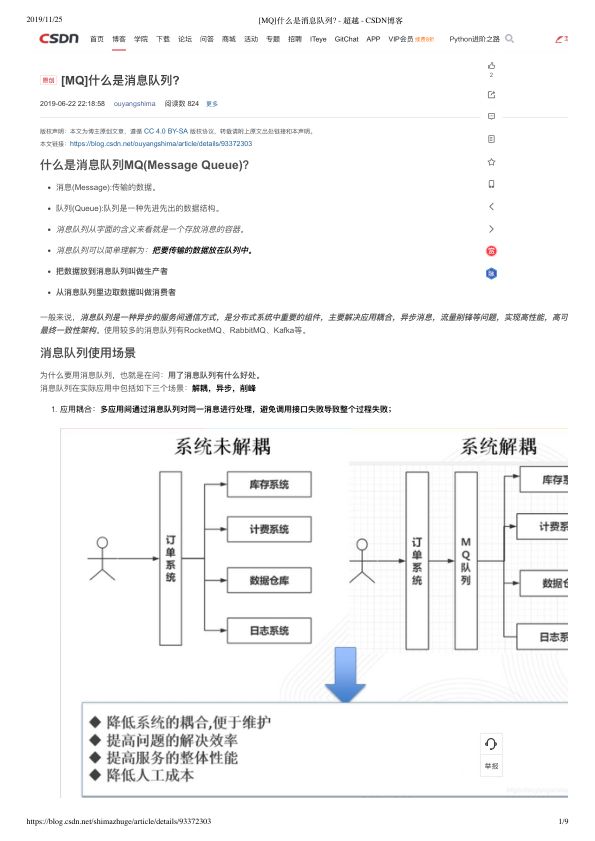 2019/11/25
[MQ]什么是消息队列? - 超越 - CSDN博客
CSDN 首页 博客 学院 下载 论坛 问答 商城 活动 专题 招聘 ITeye GitChat APP VIP会员 Python进阶之路
2
原创 [MQ]什么是消息队列?
2019-06-22 22:18:58 ouyangshima 阅读数 824 更多
版权声明：本文为博主原创文章，遵循 CC 4.0 BY-SA 版权协议，转载请附上原文出处链接和本声明。
本文链接：https://blog.csdn.net/ouyangshima/article/details/93372303
什么是消息队列MQ(Message Queue)?
消息(Message):传输的数据。
队列(Queue):队列是一种先进先出的数据结构。
消息队列从字面的含义来看就是一个存放消息的容器。
消息队列可以简单理解为：把要传输的数据放在队列中。
把数据放到消息队列叫做生产者
从消息队列里边取数据叫做消费者
一般来说，消息队列是一种异步的服务间通信方式，是分布式系统中重要的组件，主要解决应用耦合，异步消息，流量削锋等问题，实现高性能，高可
最终一致性架构。使用较多的消息队列有RocketMQ、RabbitMQ、Kafka等。
消息队列使用场景
为什么要用消息队列，也就是在问：用了消息队列有什么好处。
消息队列在实际应用中包括如下三个场景：解耦，异步，削峰
1. 应用耦合：多应用间通过消息队列对同一消息进行处理，避免调用接口失败导致整个过程失败；
系统未解耦
订单系统
库存系统
计费系统
数据仓库
日志系统
系统解耦
订单系统
MQ队列
库存
计费
数据
日志
◆ 降低系统的耦合,便于维护
◆ 提高问题的解决效率
◆ 提高服务的整体性能
◆ 降低人工成本
举报
https://blog.csdn.net/shimazhuge/article/details/93372303
1/9